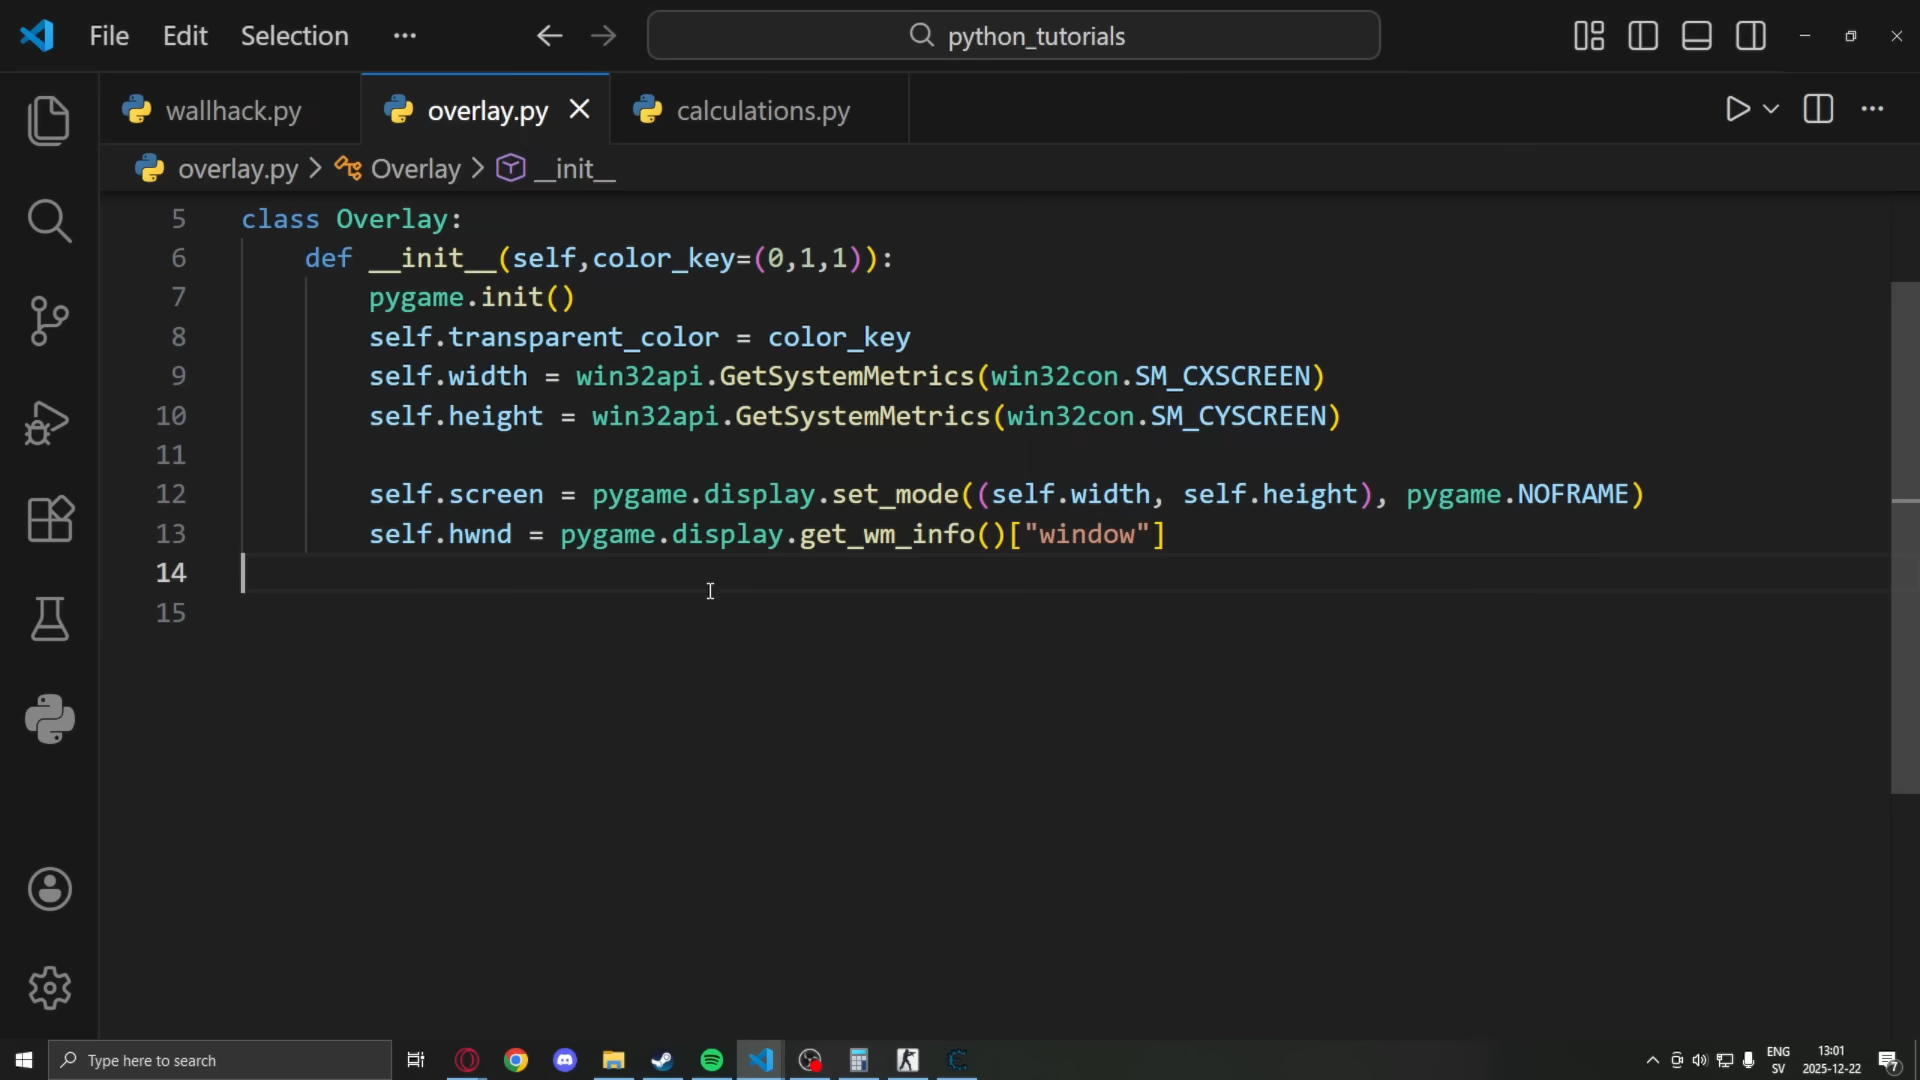 File Edit Selection ··· python_tutorials
wallhack.py overlay.py calculations.py
overlay.py > Overlay > __init__
5 class Overlay:
6 def __init__(self,color_key=(0,1,1)):
7 pygame.init()
8 self.transparent_color = color_key
9 self.width = win32api.GetSystemMetrics(win32con.SM_CXSCREEN)
10 self.height = win32api.GetSystemMetrics(win32con.SM_CYSCREEN)
11
12 self.screen = pygame.display.set_mode((self.width, self.height), pygame.NOFRAME)
13 self.hwnd = pygame.display.get_wm_info()["window"]
14
15
Type here to search
ENG 13:01
SV 2025-12-22 7